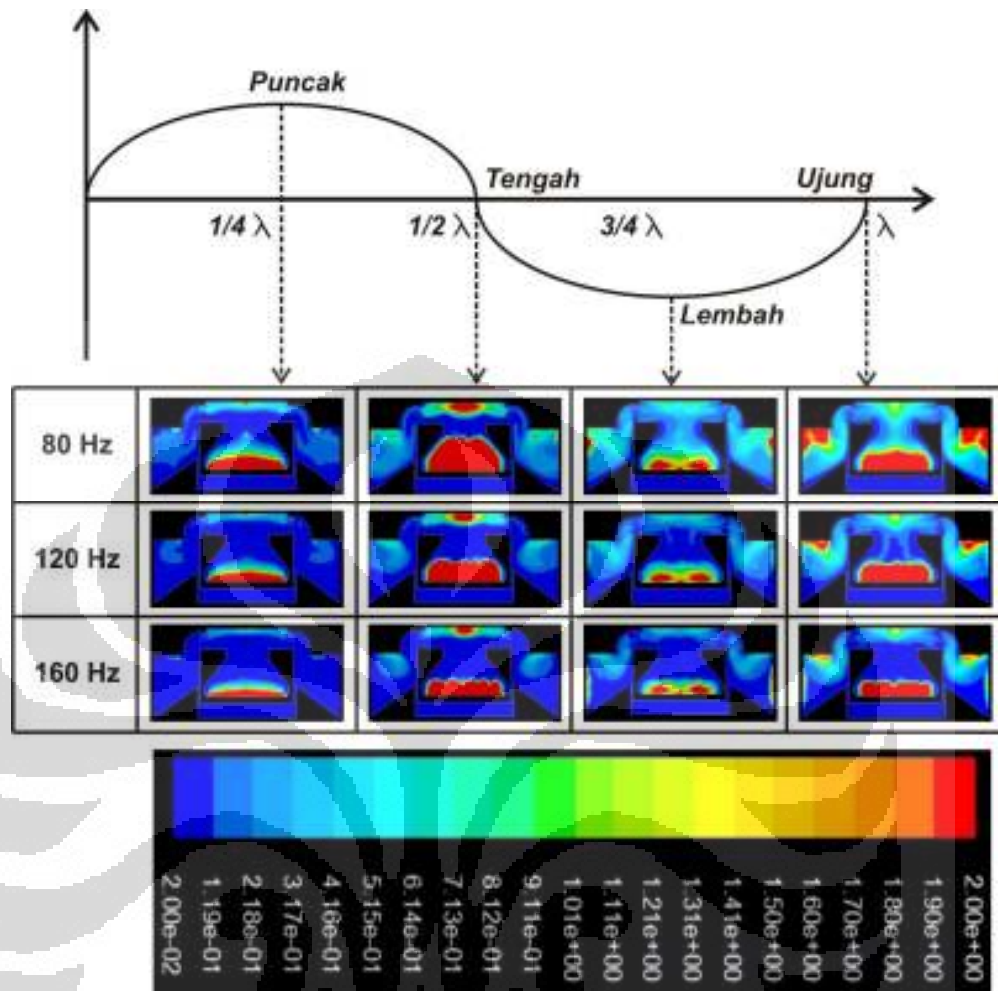 Puncak
Tengah
Ujung
1/4 λ
1/2 λ
3/4 λ
λ
Lembah
80 Hz
120 Hz
160 Hz
2.00e-02
1.19e-01
2.18e-01
3.17e-01
4.16e-01
5.15e-01
6.14e-01
7.13e-01
8.12e-01
9.11e-01
1.01e+00
1.11e+00
1.21e+00
1.31e+00
1.41e+00
1.50e+00
1.60e+00
1.70e+00
1.80e+00
1.90e+00
2.00e+00